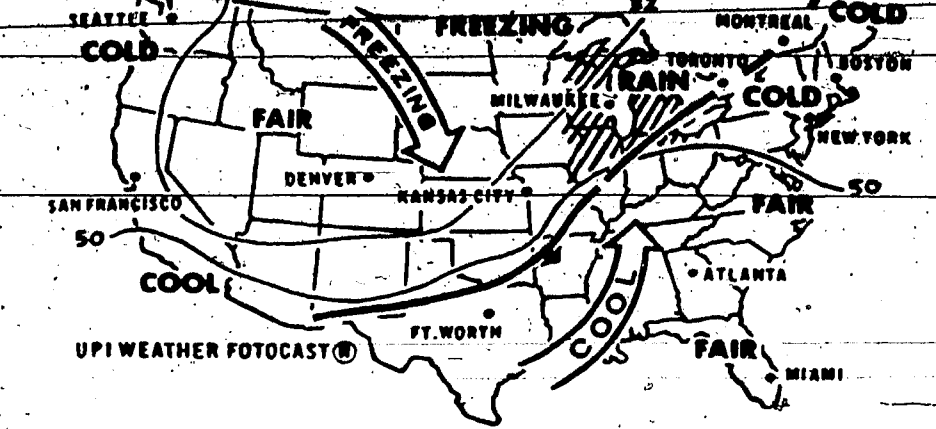 SEATTLE
COLD
FREEZING
FREEZING
32
MONTREAL
COLD
TORONTO
BOSTON
RAIN
MILWAUKEE
COLD
FAIR
NEW YORK
DENVER
KANSAS CITY
50
SAN FRANCISCO
FAIR
50
COOL
ATLANTA
COOL
FT. WORTH
UPI WEATHER FOTOCAST ®
FAIR
MIAMI